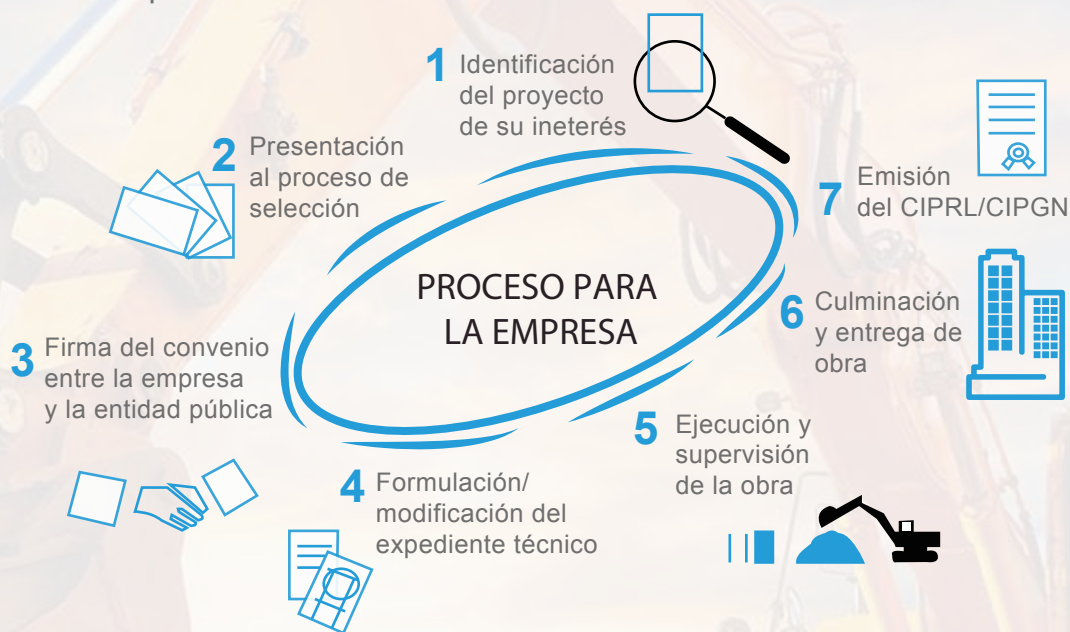 1 Identificación
del proyecto
de su ineterés
2 Presentación
al proceso de
selección
3 Firma del convenio
entre la empresa
y la entidad pública
4 Formulación/
modificación del
expediente técnico
5 Ejecución y
supervisión
de la obra
6 Culminación
y entrega de
obra
7 Emisión
del CIPRL/CIPGN
PROCESO PARA
LA EMPRESA